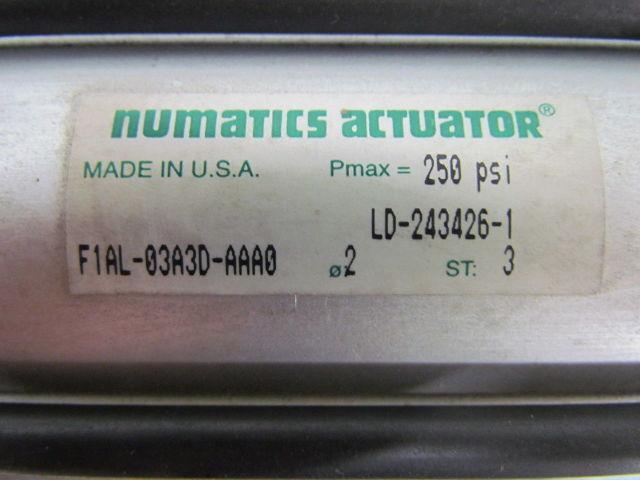 numatics actuator®
MADE IN U.S.A. Pmax = 250 psi
LD-243426-1
F1AL-03A3D-AAA0 ø2 ST: 3